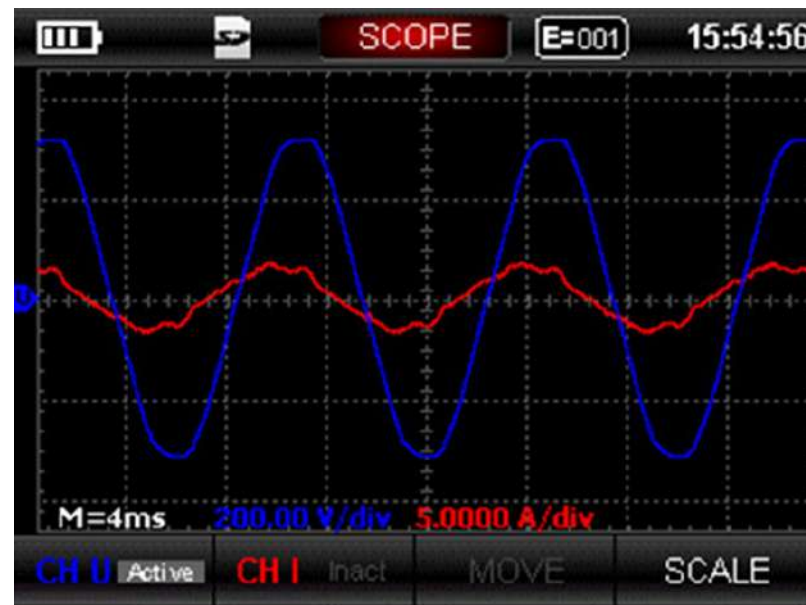 SCOPE E=001 15:54:56
U
M=4ms 200.00 V/div 5.0000 A/div
CH U Active CH I Inact MOVE SCALE